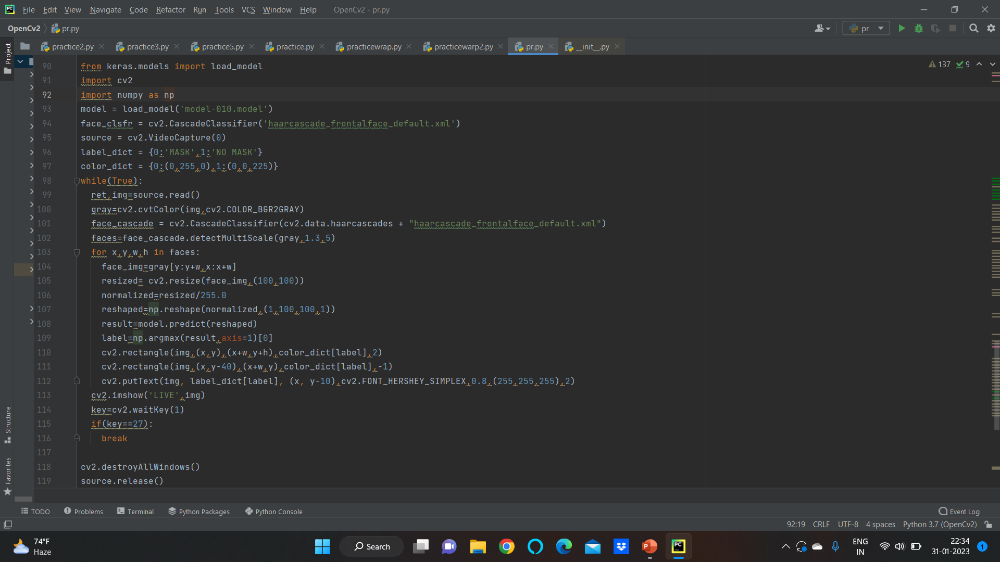 File Edit View Navigate Code Refactor Run Tools VCS Window Help OpenCv2 - pr.py
OpenCv2 pr.py pr
practice2.py practice3.py practice5.py practice.py practicewrap.py practicewarp2.py pr.py __init__.py
Project
137 9
90 from keras.models import load_model
91 import cv2
92 import numpy as np
93 model = load_model('model-010.model')
94 face_clsfr = cv2.CascadeClassifier('haarcascade_frontalface_default.xml')
95 source = cv2.VideoCapture(0)
96 label_dict = {0:'MASK',1:'NO MASK'}
97 color_dict = {0:(0,255,0),1:(0,0,225)}
98 while(True):
99 ret,img=source.read()
100 gray=cv2.cvtColor(img,cv2.COLOR_BGR2GRAY)
101 face_cascade = cv2.CascadeClassifier(cv2.data.haarcascades + "haarcascade_frontalface_default.xml")
102 faces=face_cascade.detectMultiScale(gray,1.3,5)
103 for x,y,w,h in faces:
104 face_img=gray[y:y+w,x:x+w]
105 resized= cv2.resize(face_img,(100,100))
106 normalized=resized/255.0
107 reshaped=np.reshape(normalized,(1,100,100,1))
108 result=model.predict(reshaped)
109 label=np.argmax(result,axis=1)[0]
110 cv2.rectangle(img,(x,y),(x+w,y+h),color_dict[label],2)
111 cv2.rectangle(img,(x,y-40),(x+w,y),color_dict[label],-1)
112 cv2.putText(img, label_dict[label], (x, y-10),cv2.FONT_HERSHEY_SIMPLEX,0.8,(255,255,255),2)
113 cv2.imshow('LIVE',img)
114 key=cv2.waitKey(1)
115 if(key==27):
116 break
117
118 cv2.destroyAllWindows()
119 source.release()
Structure
Favorites
TODO Problems Terminal Python Packages Python Console Event Log
92:19 CRLF UTF-8 4 spaces Python 3.7 (OpenCv2)
74°F
Haze
Search
ENG
IN
22:34
31-01-2023
1